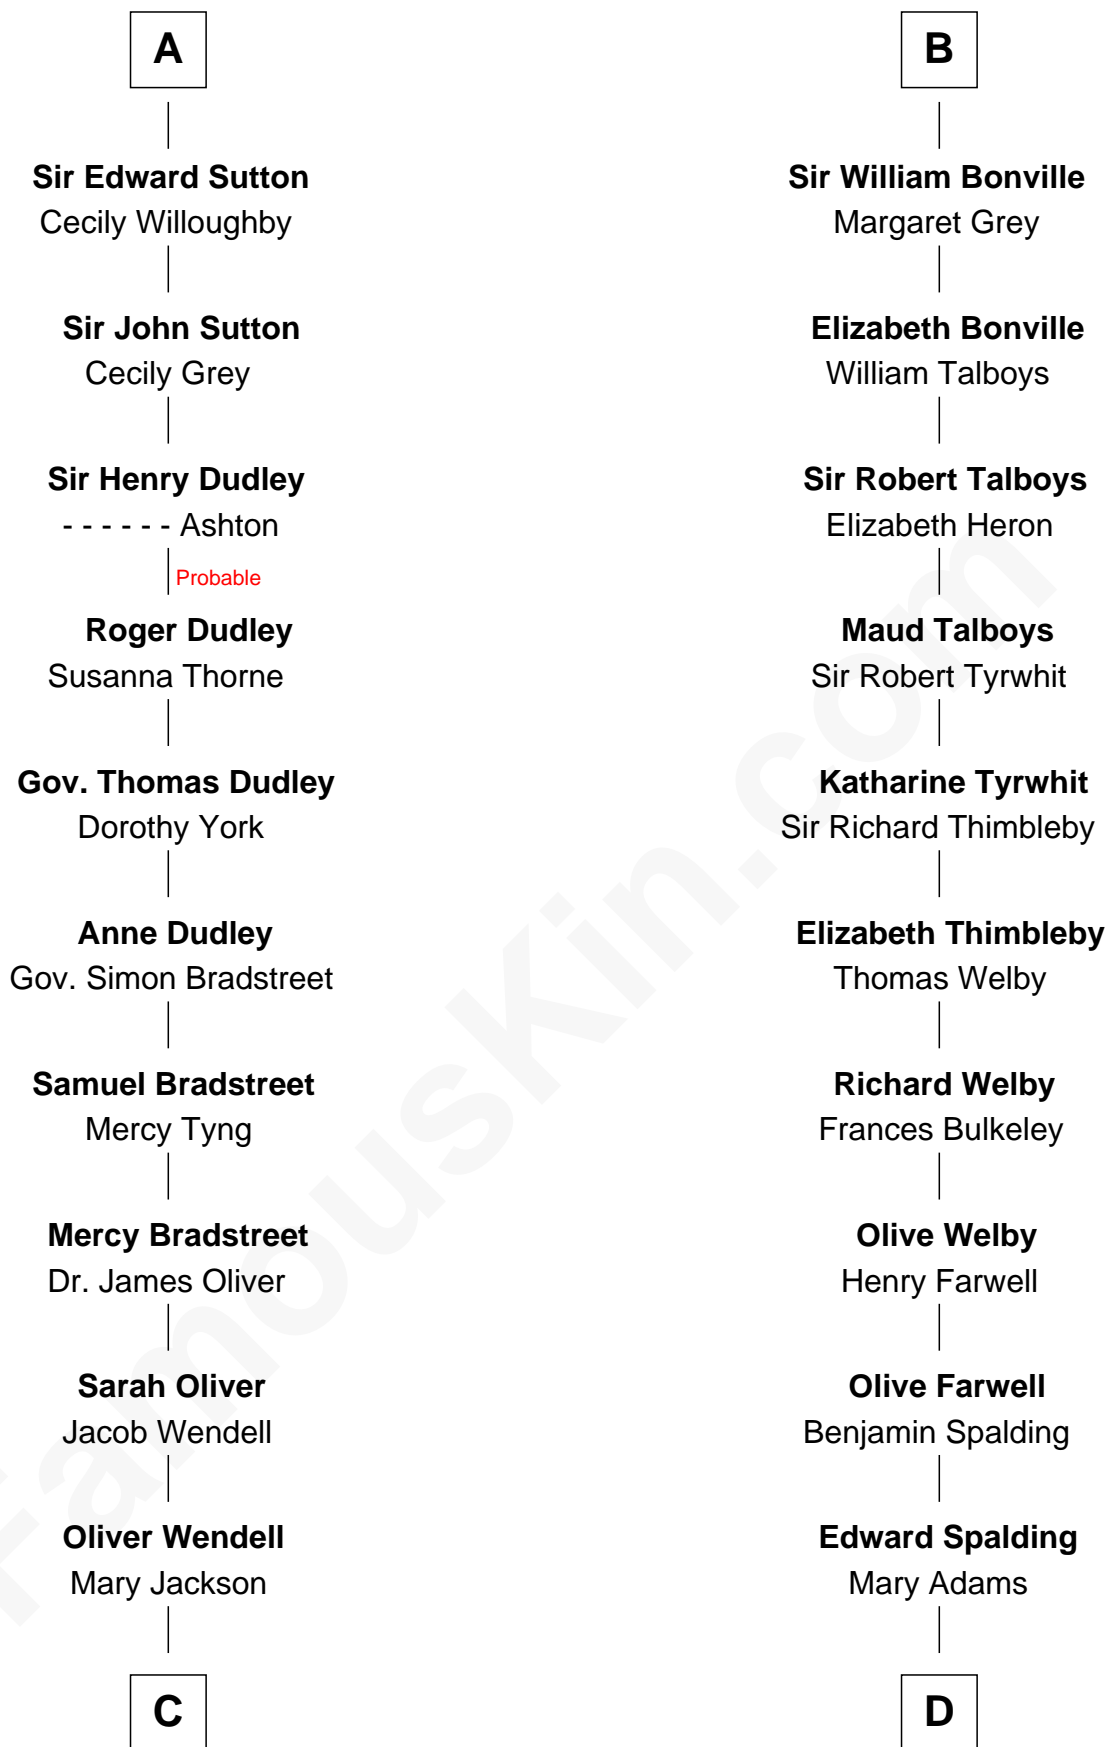 A
Sir Edward Sutton
Cecily Willoughby
Sir John Sutton
Cecily Grey
Sir Henry Dudley
- - - - - - Ashton
Probable
Roger Dudley
Susanna Thorne
Gov. Thomas Dudley
Dorothy York
Anne Dudley
Gov. Simon Bradstreet
Samuel Bradstreet
Mercy Tyng
Mercy Bradstreet
Dr. James Oliver
Sarah Oliver
Jacob Wendell
Oliver Wendell
Mary Jackson
C
B
Sir William Bonville
Margaret Grey
Elizabeth Bonville
William Talboys
Sir Robert Talboys
Elizabeth Heron
Maud Talboys
Sir Robert Tyrwhit
Katharine Tyrwhit
Sir Richard Thimbleby
Elizabeth Thimbleby
Thomas Welby
Richard Welby
Frances Bulkeley
Olive Welby
Henry Farwell
Olive Farwell
Benjamin Spalding
Edward Spalding
Mary Adams
D
FamousKin.com